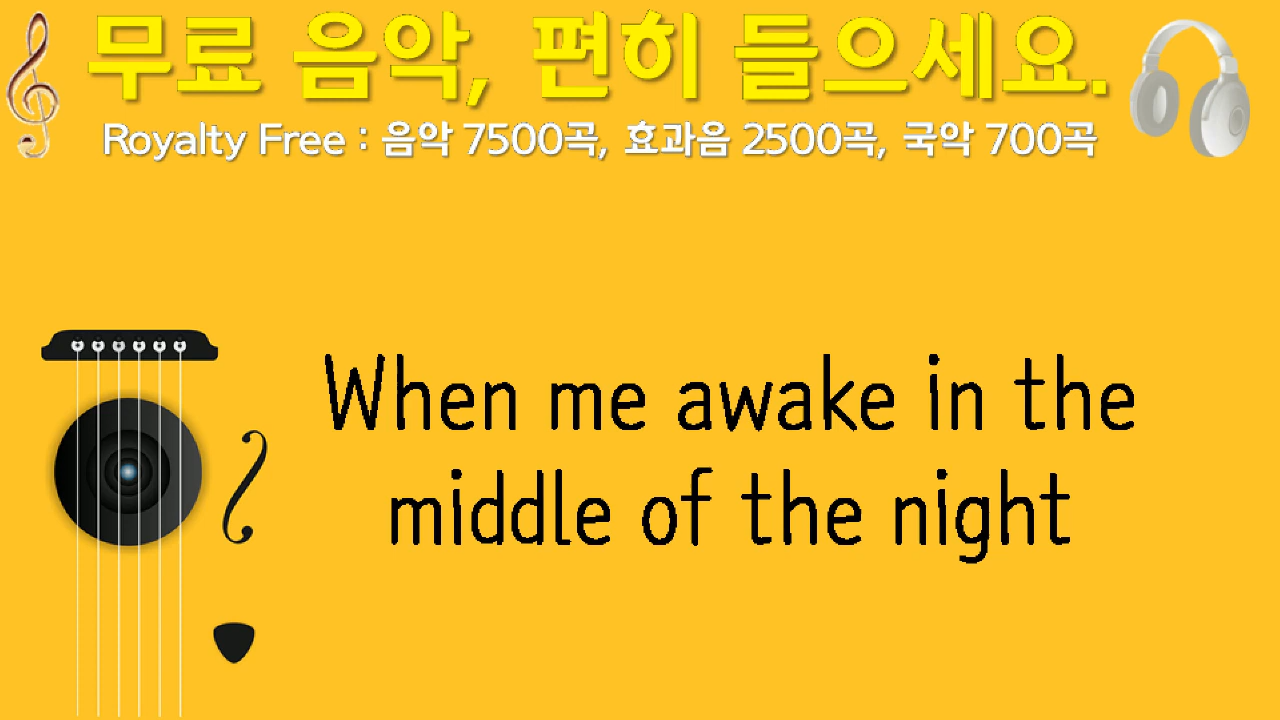 무료 음악, 편히 들으세요.
Royalty Free : 음악 7500곡, 효과음 2500곡, 국악 700곡
When me awake in the
middle of the night